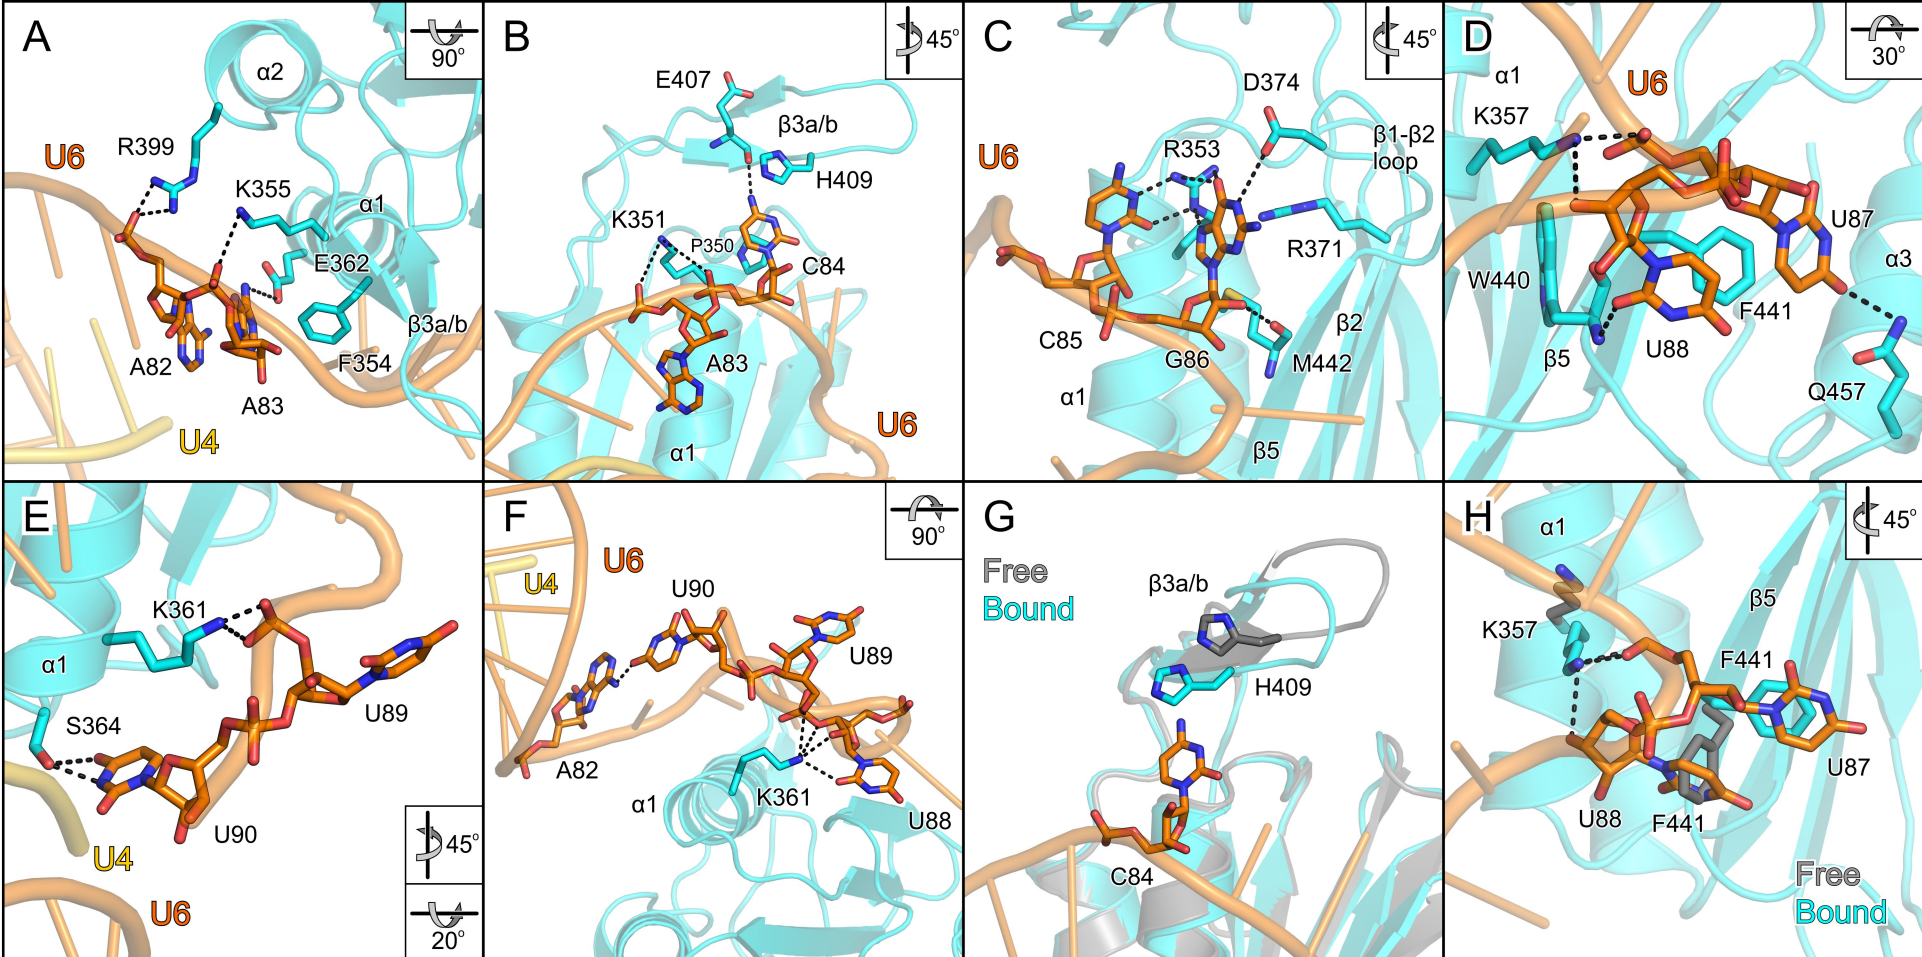 A
α2
90°
R399
U6
K355
α1
E362
β3a/b
A82
F354
A83
U4
B
45°
E407
β3a/b
H409
K351
P350
C84
A83
U6
α1
C
45°
D374
β1-β2
loop
R353
U6
R371
C85
β2
G86
M442
α1
β5
D
30°
α1
U6
K357
U87
α3
W440
F441
β5
U88
Q457
E
K361
α1
S364
U89
U90
U4
U6
45°
20°
F
90°
U6
U4
U90
U89
A82
α1
K361
U88
G
Free
Bound
β3a/b
H409
C84
H
45°
α1
β5
K357
F441
U87
U88
F441
Free
Bound